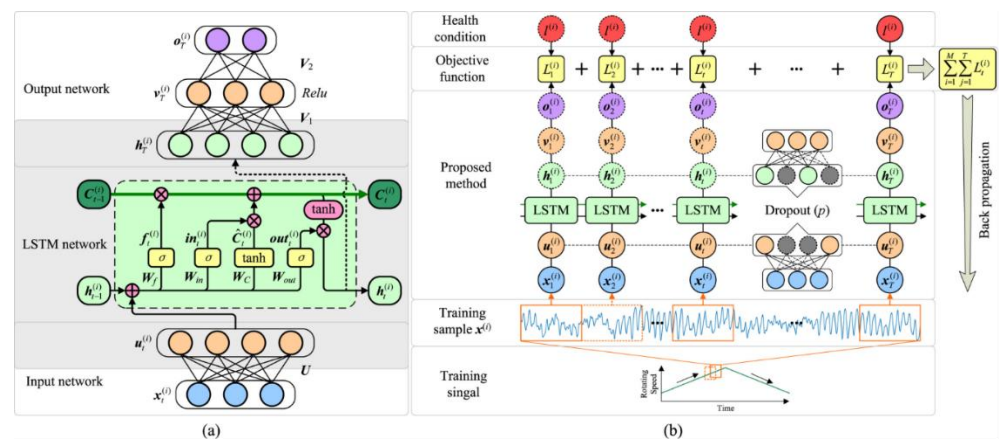 o_T^(i)
V_2
Output network
v_T^(i)
Relu
V_1
h_T^(i)
C_{t-1}^(i)
C_t^(i)
tanh
f_t^(i) in_t^(i) Ĉ_t^(i) out_t^(i)
LSTM network
σ σ tanh σ
W_f W_in W_C W_out
h_{t-1}^(i)
h_t^(i)
u_t^(i)
U
Input network
x_t^(i)
(a)
Health
condition
l^(i) l^(i) l^(i) l^(i)
Objective
function
L_1^(i) + L_2^(i) + ... + L_t^(i) + ... + L_T^(i)
∑_{i=1}^{M} ∑_{j=1}^{T} L_t^(i)
o_1^(i) o_2^(i) o_t^(i) o_T^(i)
v_1^(i) v_2^(i) v_t^(i) v_T^(i)
Proposed
method
h_1^(i) h_2^(i) h_t^(i) h_T^(i)
LSTM LSTM ... LSTM Dropout (p) LSTM
u_1^(i) u_2^(i) u_t^(i) u_T^(i)
x_1^(i) x_2^(i) x_t^(i) x_T^(i)
Back propagation
Training
sample x^(i)
... ...
Training
singal
Rotating
Speed
Time
(b)